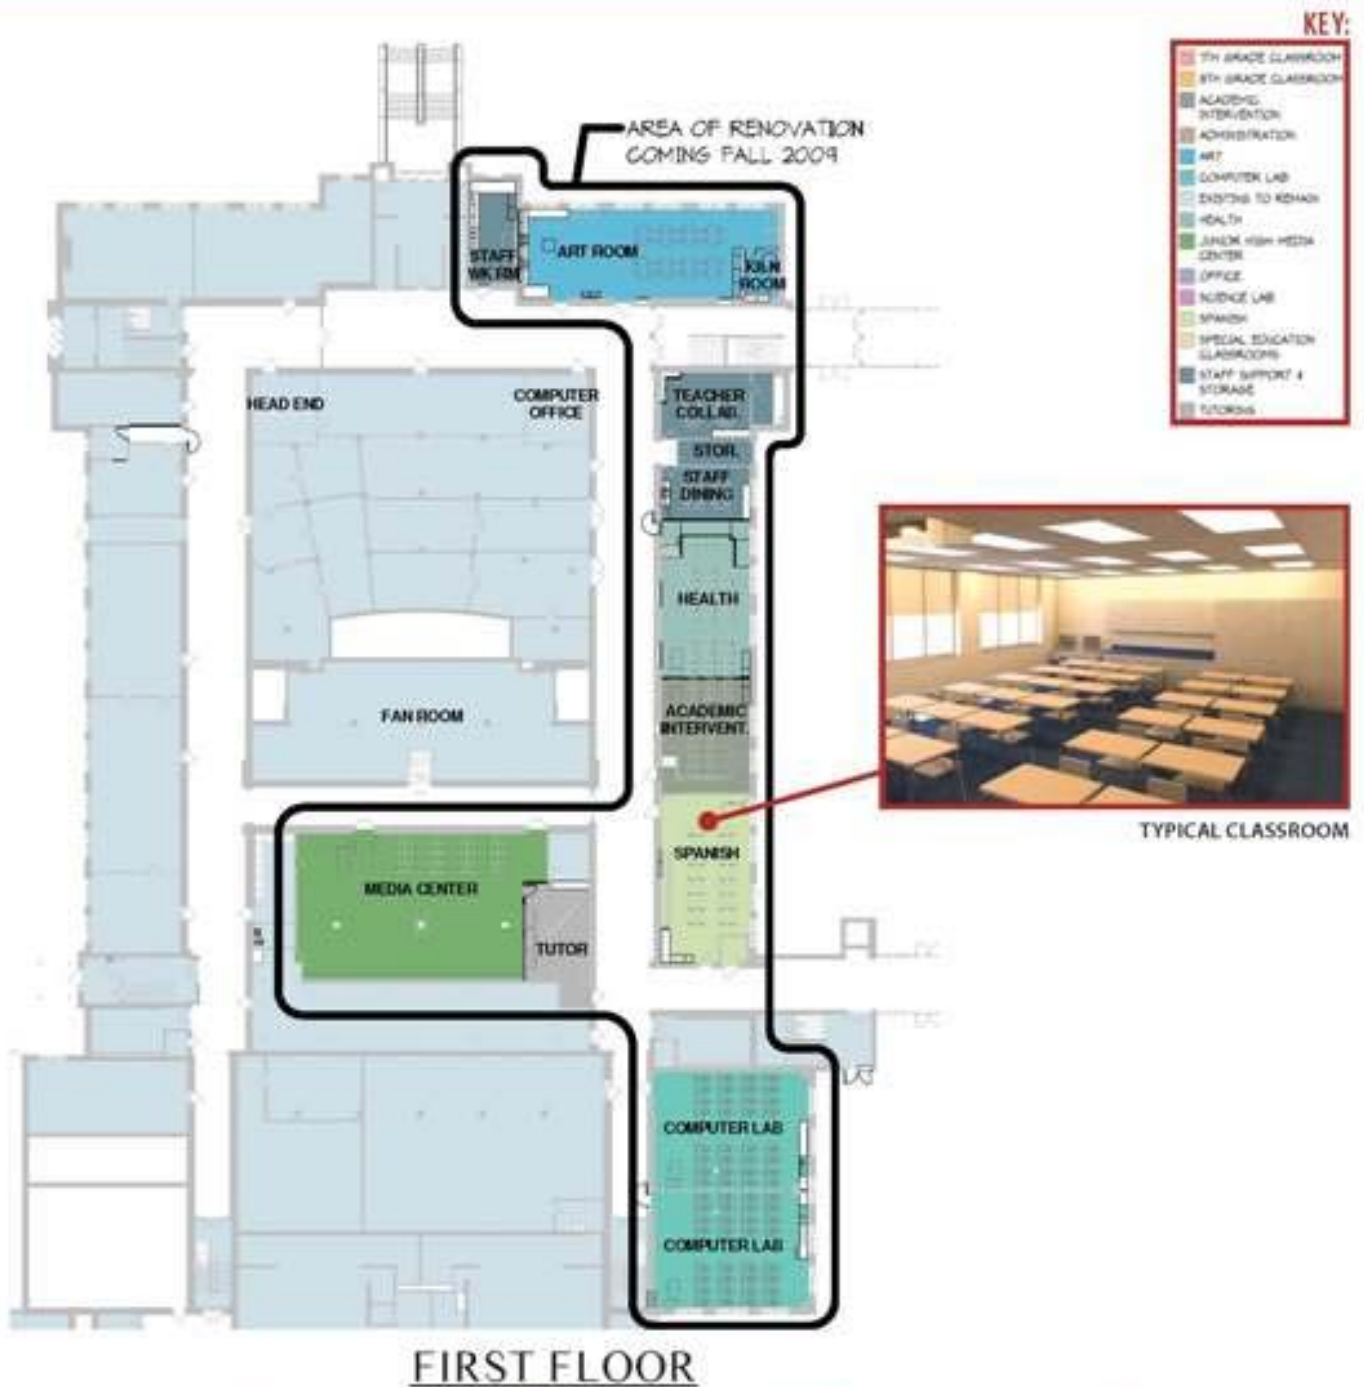 KEY:
7TH GRADE CLASSROOM
8TH GRADE CLASSROOM
ACADEMIC
INTERVENTION
ADMINISTRATION
ART
COMPUTER LAB
EXISTING TO REMAIN
HEALTH
JUNIOR HIGH MEDIA
CENTER
OFFICE
SCIENCE LAB
SPANISH
SPECIAL EDUCATION
CLASSROOMS
STAFF SUPPORT &
STORAGE
TUTORING
AREA OF RENOVATION
COMING FALL 2009
STAFF
WK RM
ART ROOM
KILN
ROOM
HEAD END
COMPUTER
OFFICE
TEACHER
COLLAB.
STOR.
STAFF
DINING
HEALTH
FAN ROOM
ACADEMIC
INTERVENT.
TYPICAL CLASSROOM
SPANISH
MEDIA CENTER
TUTOR
COMPUTER LAB
COMPUTER LAB
FIRST FLOOR